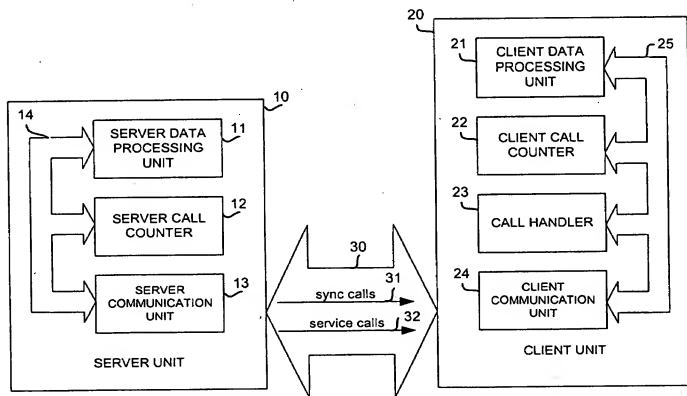 10
14
SERVER DATA
PROCESSING
UNIT
11
SERVER CALL
COUNTER
12
SERVER
COMMUNICATION
UNIT
13
SERVER UNIT
30
sync calls
31
service calls
32
20
21
CLIENT DATA
PROCESSING
UNIT
25
22
CLIENT CALL
COUNTER
23
CALL HANDLER
24
CLIENT
COMMUNICATION
UNIT
CLIENT UNIT